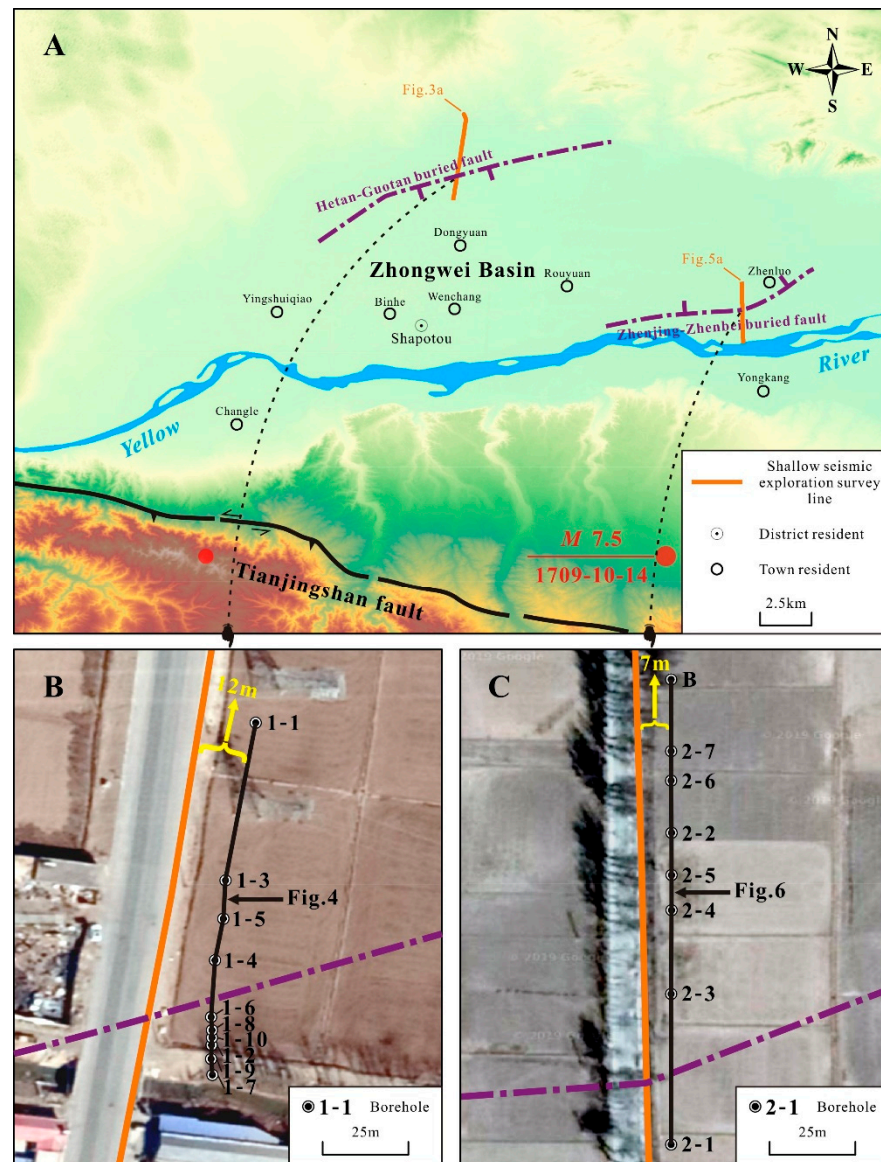 A
N
W
E
S
Fig.3a
Hetan-Guotan buried fault
Dongyuan
Zhongwei Basin
Fig.5a
Zhenluo
Rouyuan
Yingshuiqiao
Binhe
Wenchang
Shapotou
Zhenjing-Zhenbei buried fault
River
Yongkang
Changle
Yellow
Shallow seismic
exploration survey
line
District resident
Town resident
2.5km
M 7.5
1709-10-14
Tianjingshan fault
B
12m
1-1
1-3
Fig.4
1-5
1-4
1-6
1-8
1-10
1-2
1-9
1-7
1-1 Borehole
25m
C
2019 Google
7m
B
2-7
2-6
2-2
2-5
Fig.6
2-4
2-3
2-1
2-1 Borehole
25m